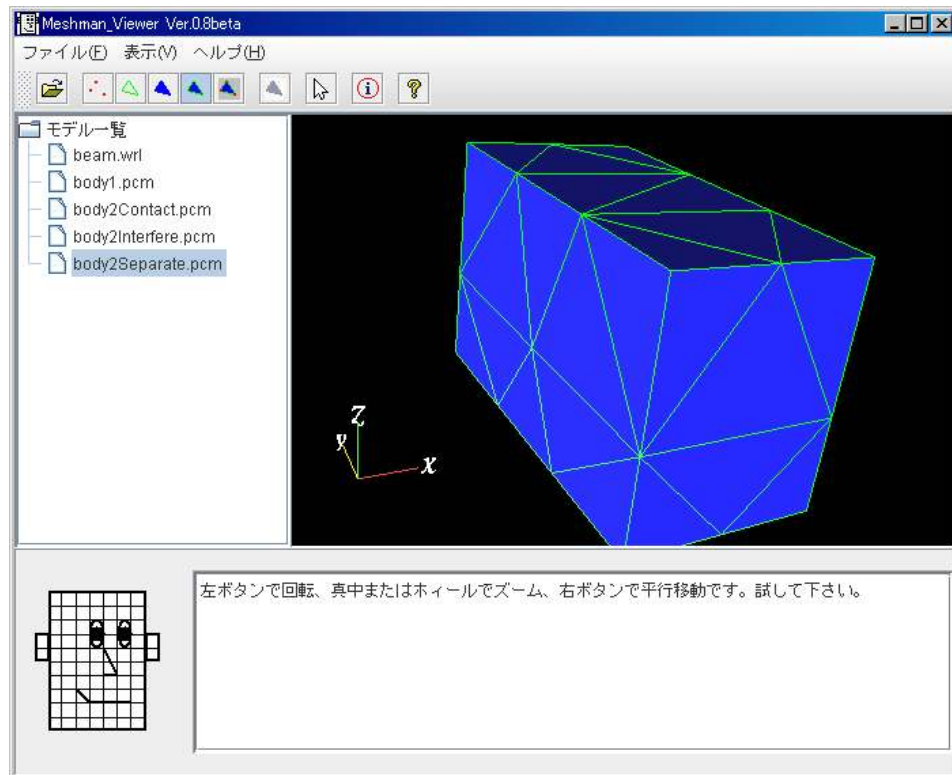 Meshman_Viewer Ver.0.8beta
ファイル(F) 表示(V) ヘルプ(H)
モデル一覧
beam.wrl
body1.pcm
body2Contact.pcm
body2Interfere.pcm
body2Separate.pcm
Z
y
x
左ボタンで回転、真中またはホィールでズーム、右ボタンで平行移動です。試して下さい。